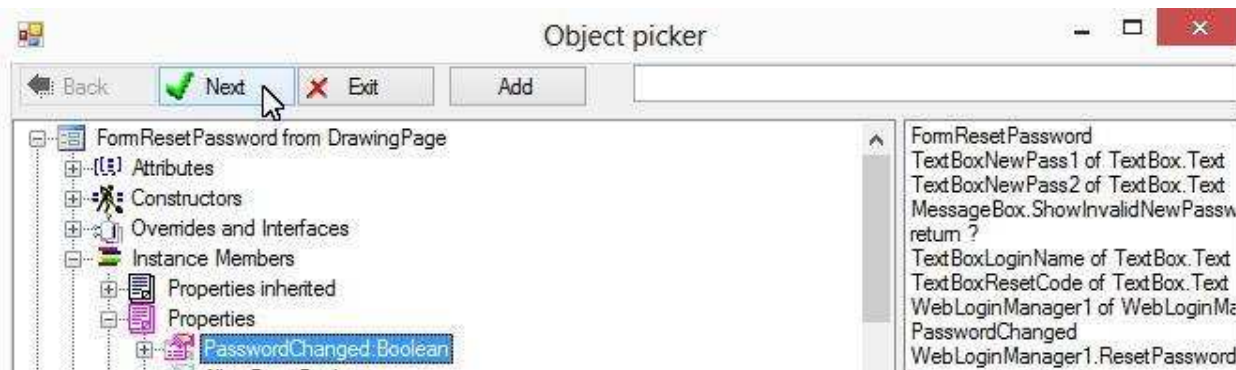 Object picker
Back Next Exit Add
FormResetPassword from DrawingPage
Attributes
Constructors
Overrides and Interfaces
Instance Members
Properties inherited
Properties
PasswordChanged:Boolean
FormResetPassword
TextBoxNewPass1 of TextBox.Text
TextBoxNewPass2 of TextBox.Text
MessageBox.ShowInvalidNewPassw
return ?
TextBoxLoginName of TextBox.Text
TextBoxResetCode of TextBox.Text
WebLoginManager1 of WebLoginMa
PasswordChanged
WebLoginManager1.ResetPassword